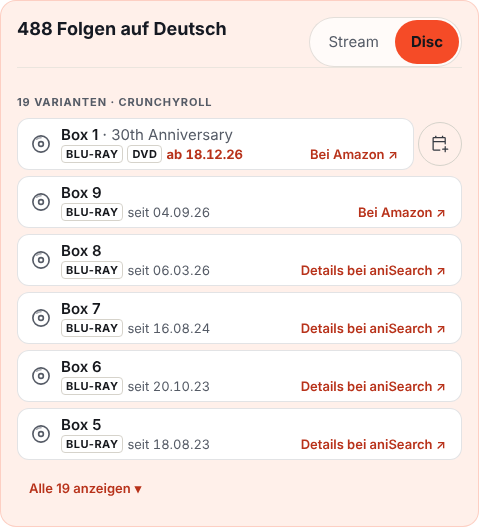 488 Folgen auf Deutsch
Stream
Disc
19 VARIANTEN · CRUNCHYROLL
Box 1 · 30th Anniversary
BLU-RAY DVD ab 18.12.26 Bei Amazon ↗
Box 9
BLU-RAY seit 04.09.26 Bei Amazon ↗
Box 8
BLU-RAY seit 06.03.26 Details bei aniSearch ↗
Box 7
BLU-RAY seit 16.08.24 Details bei aniSearch ↗
Box 6
BLU-RAY seit 20.10.23 Details bei aniSearch ↗
Box 5
BLU-RAY seit 18.08.23 Details bei aniSearch ↗
Alle 19 anzeigen ▾